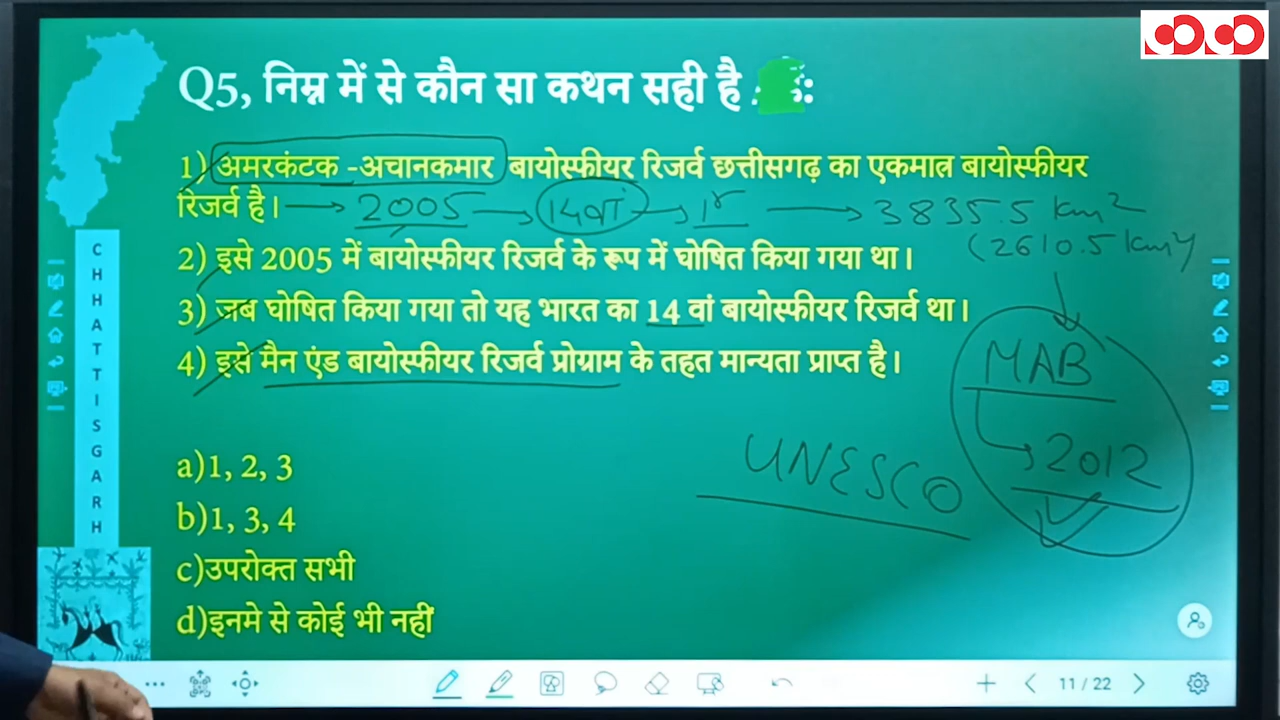 Q5, निम्न में से कौन सा कथन सही है :
1) अमरकंटक -अचानकमार बायोस्फीयर रिजर्व छत्तीसगढ़ का एकमात्र बायोस्फीयर
रिजर्व है। → 2005 → 14वां → 1r → 3835.5 km²
(2610.5 km²)
2) इसे 2005 में बायोस्फीयर रिजर्व के रूप में घोषित किया गया था।
3) जब घोषित किया गया तो यह भारत का 14 वां बायोस्फीयर रिजर्व था।
4) इसे मैन एंड बायोस्फीयर रिजर्व प्रोग्राम के तहत मान्यता प्राप्त है।
MAB
2012
UNESCO
a)1, 2, 3
b)1, 3, 4
c)उपरोक्त सभी
d)इनमे से कोई भी नहीं
CHHATTISGARH
11 / 22